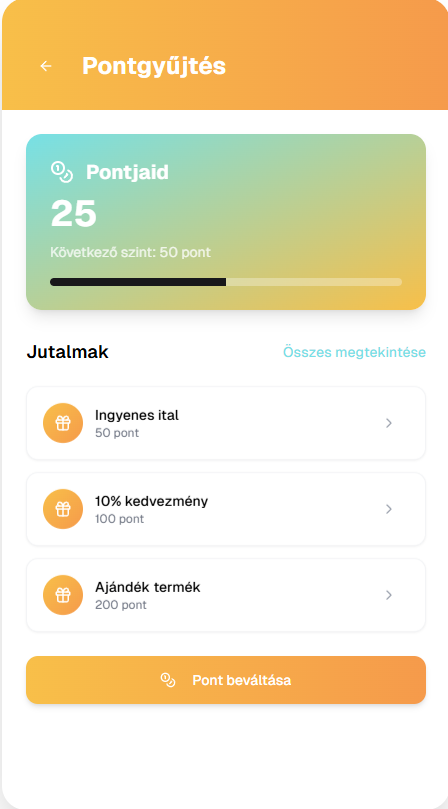 Pontgyűjtés
Pontjaid
25
Következő szint: 50 pont
Jutalmak
Összes megtekintése
Ingyenes ital
50 pont
10% kedvezmény
100 pont
Ajándék termék
200 pont
Pont beváltása